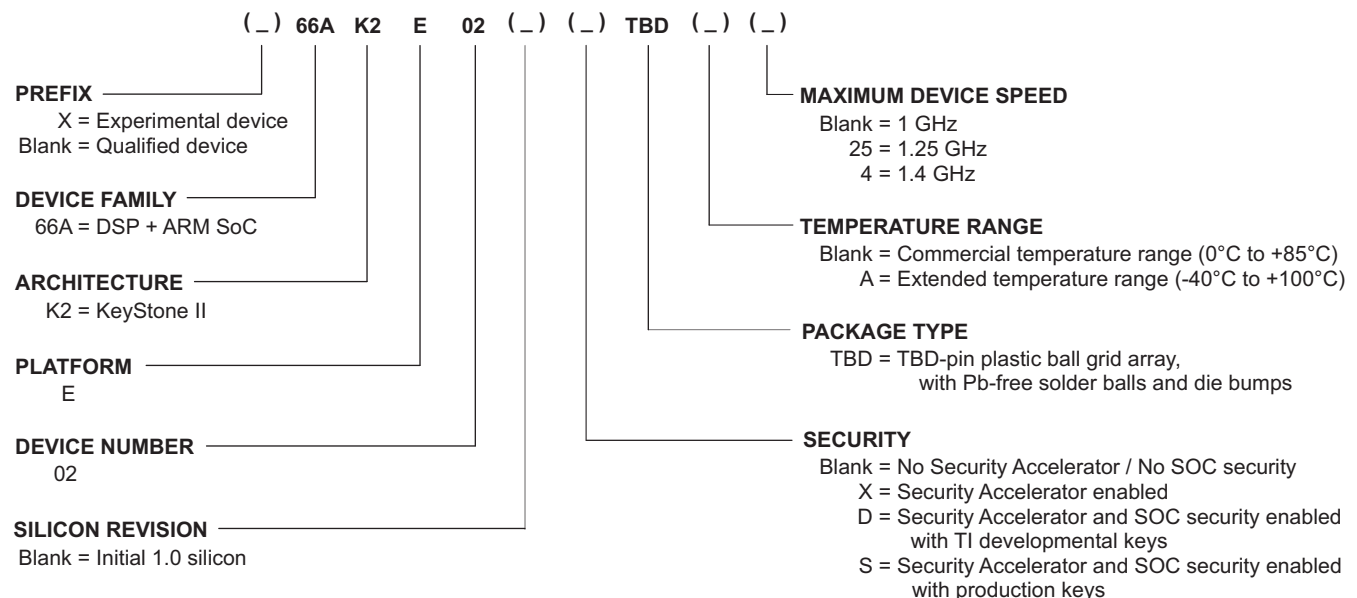 ( _ ) 66A K2 E 02 ( _ ) ( _ ) TBD ( _ ) ( _ )
PREFIX
X = Experimental device
Blank = Qualified device
DEVICE FAMILY
66A = DSP + ARM SoC
ARCHITECTURE
K2 = KeyStone II
PLATFORM
E
DEVICE NUMBER
02
SILICON REVISION
Blank = Initial 1.0 silicon
MAXIMUM DEVICE SPEED
Blank = 1 GHz
25 = 1.25 GHz
4 = 1.4 GHz
TEMPERATURE RANGE
Blank = Commercial temperature range (0°C to +85°C)
A = Extended temperature range (-40°C to +100°C)
PACKAGE TYPE
TBD = TBD-pin plastic ball grid array,
with Pb-free solder balls and die bumps
SECURITY
Blank = No Security Accelerator / No SOC security
X = Security Accelerator enabled
D = Security Accelerator and SOC security enabled
with TI developmental keys
S = Security Accelerator and SOC security enabled
with production keys